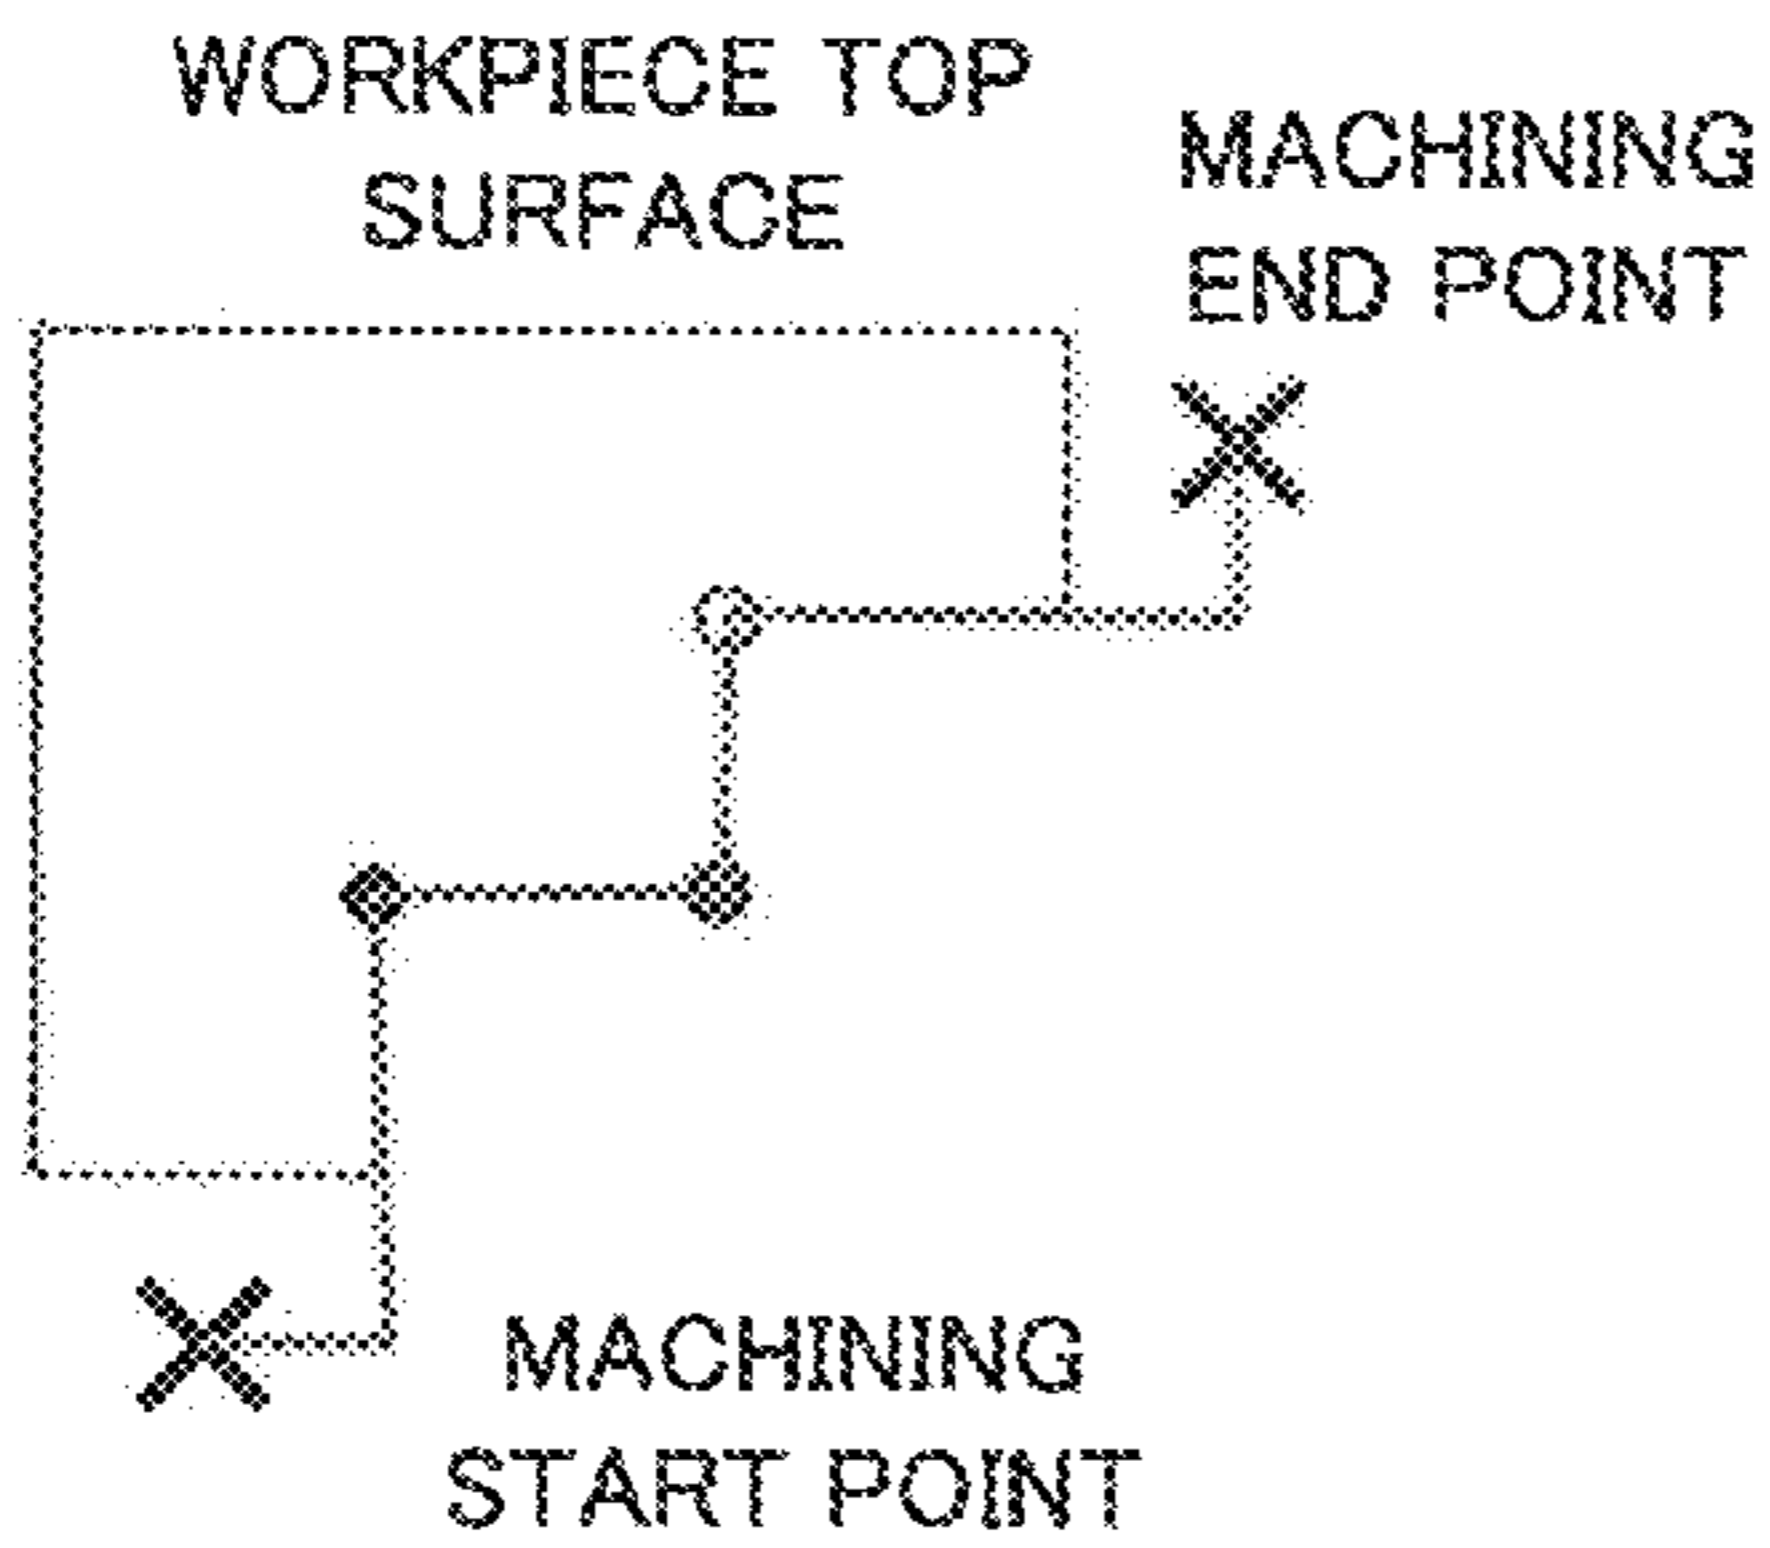 WORKPIECE TOP
SURFACE
MACHINING
END POINT
MACHINING
START POINT